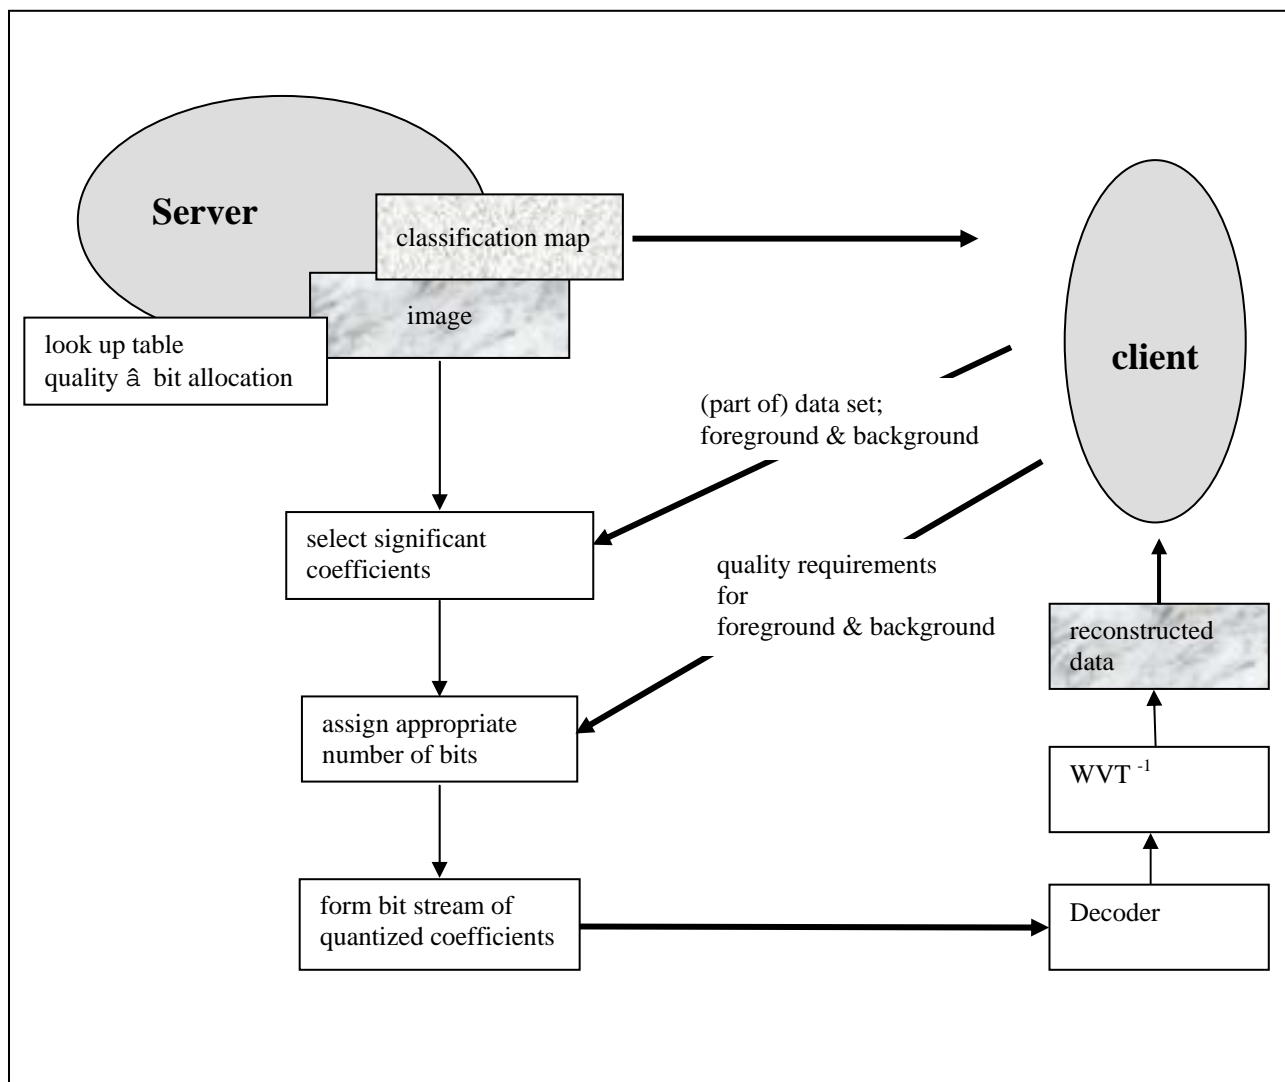 Server
classification map
image
look up table
quality â bit allocation
client
(part of) data set;
foreground & background
select significant
coefficients
quality requirements
for
foreground & background
reconstructed
data
assign appropriate
number of bits
WVT -1
form bit stream of
quantized coefficients
Decoder